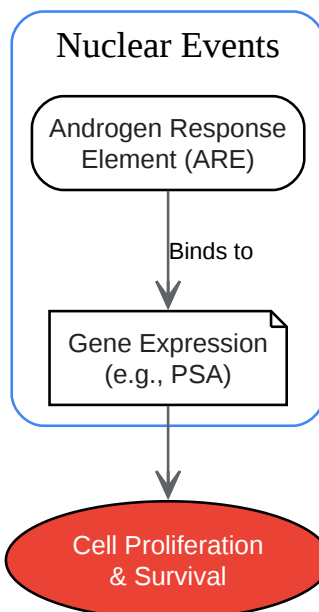 Nuclear Events
Androgen Response
Element (ARE)
Binds to
Gene Expression
(e.g., PSA)
Cell Proliferation
& Survival